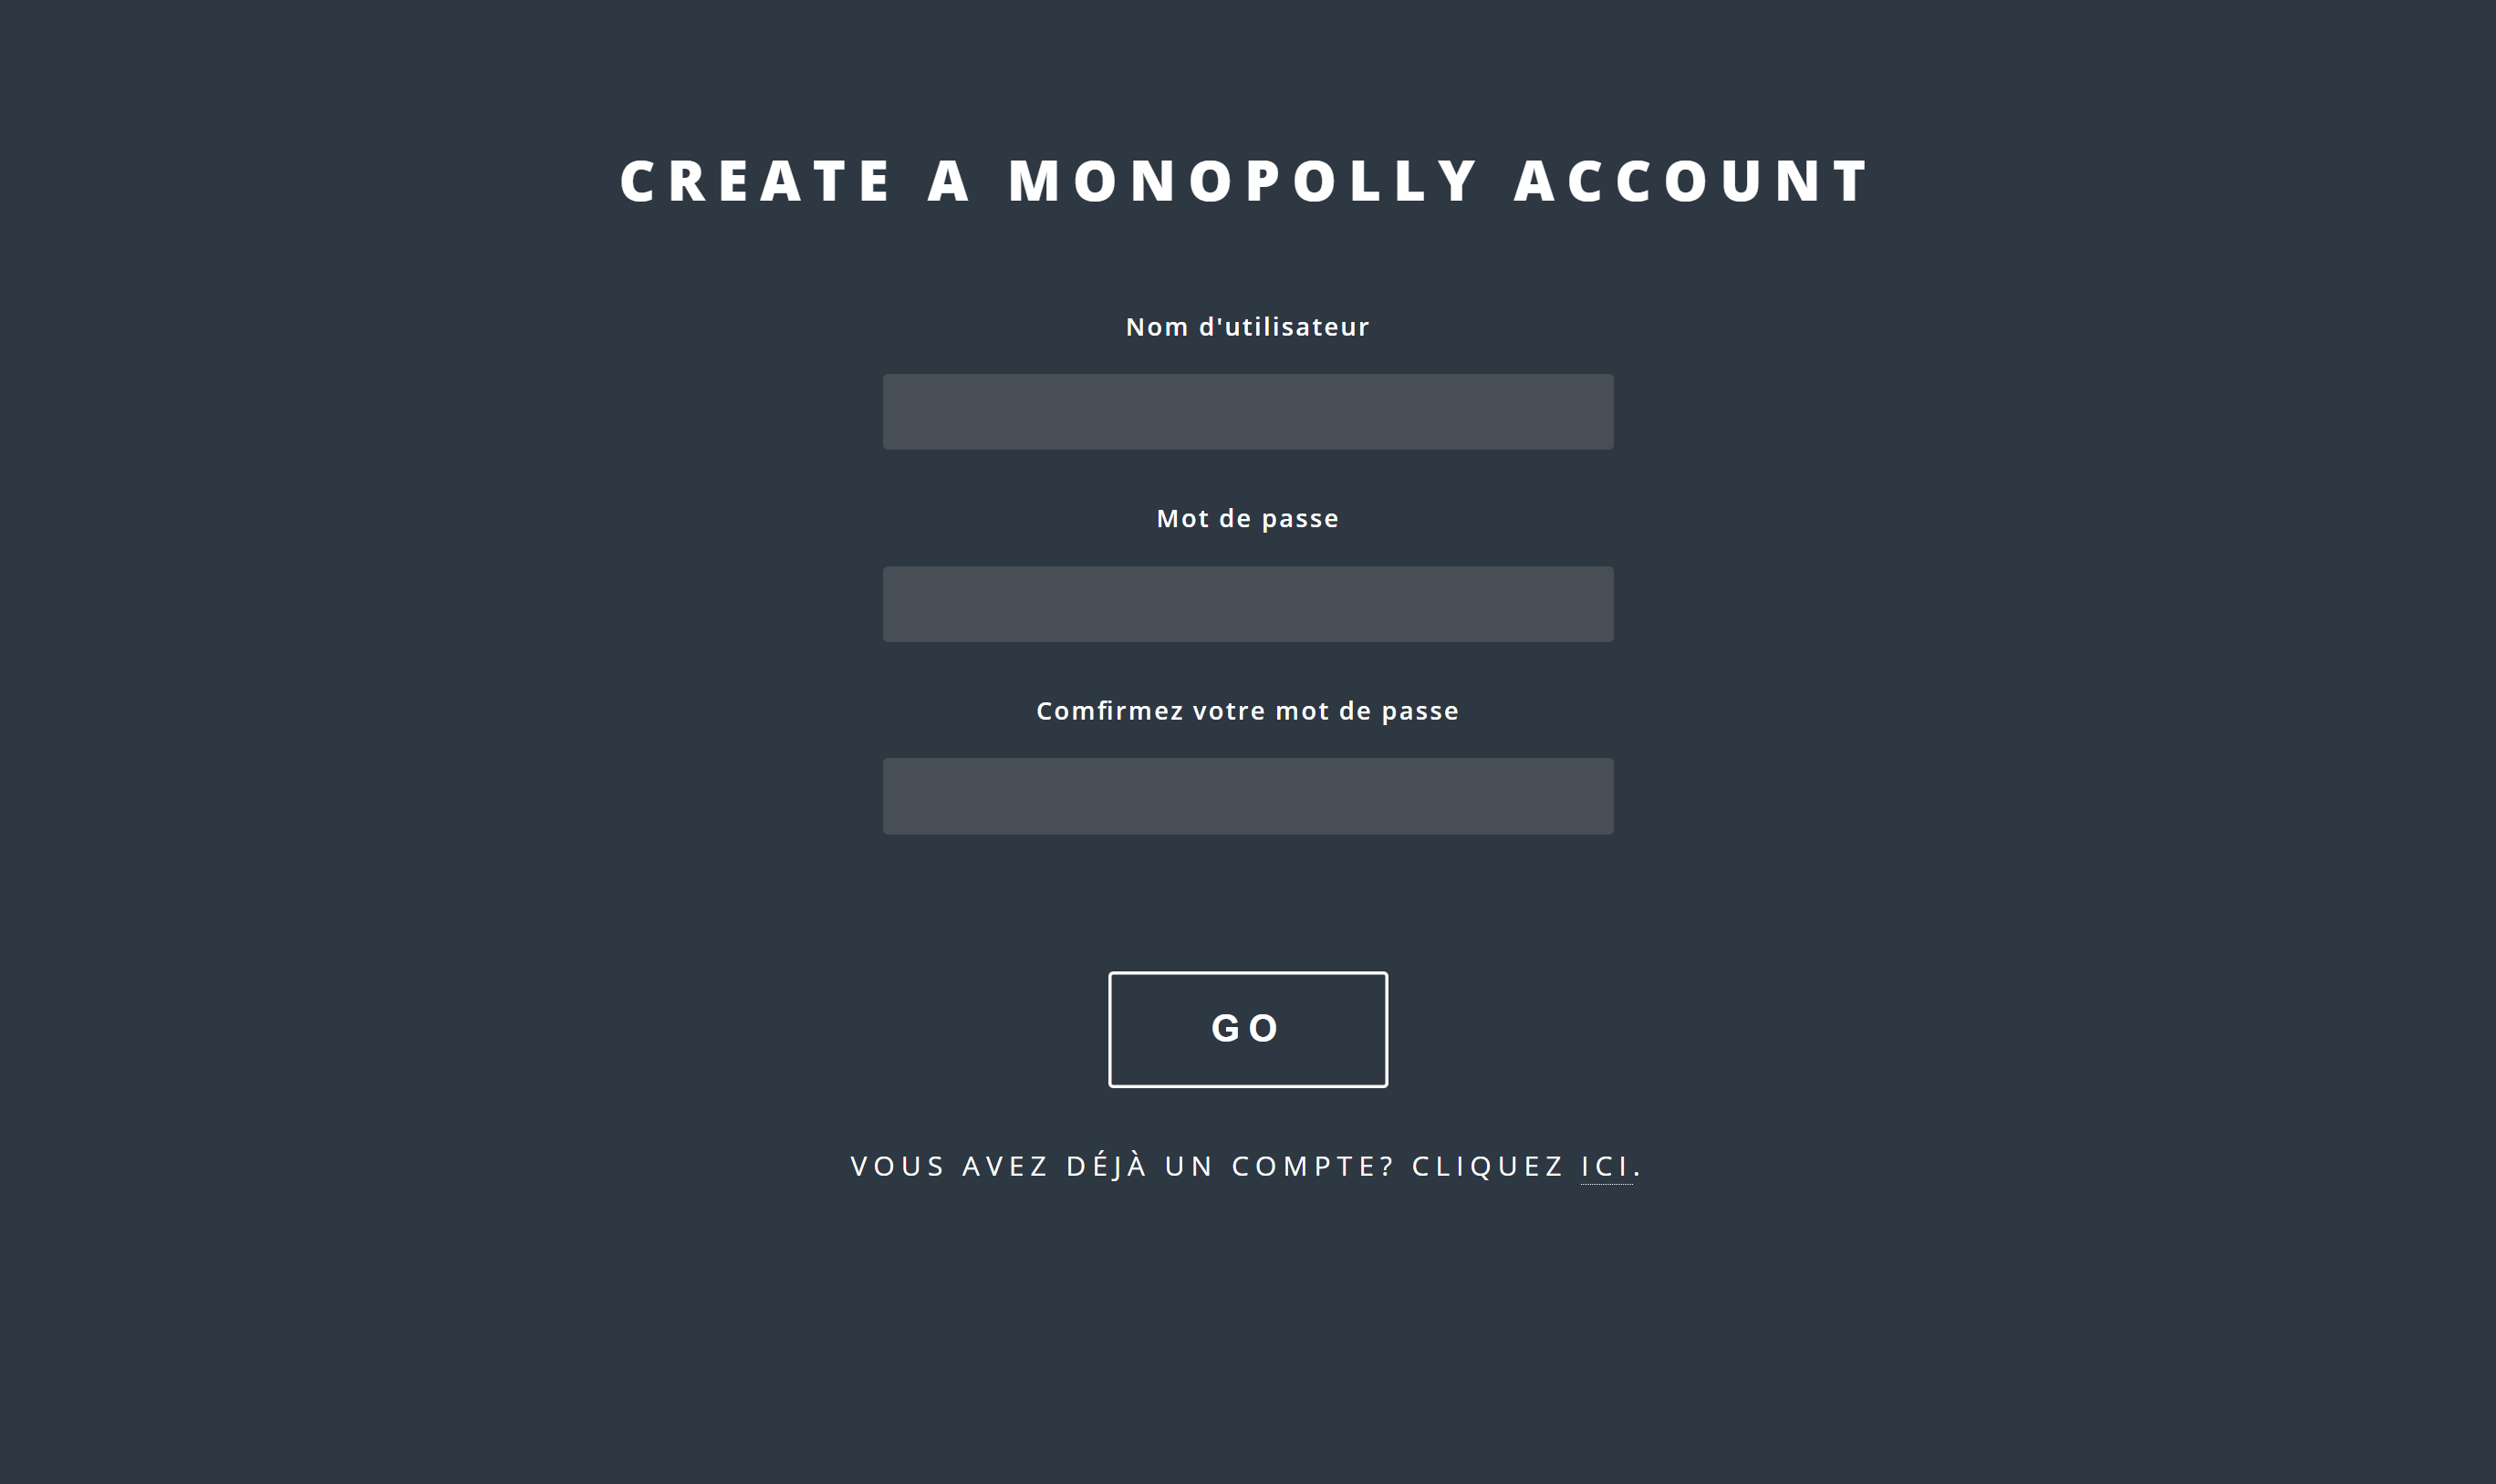 CREATE A MONOPOLLY ACCOUNT
Nom d'utilisateur
Mot de passe
Comfirmez votre mot de passe
GO
VOUS AVEZ DÉJÀ UN COMPTE? CLIQUEZ ICI.